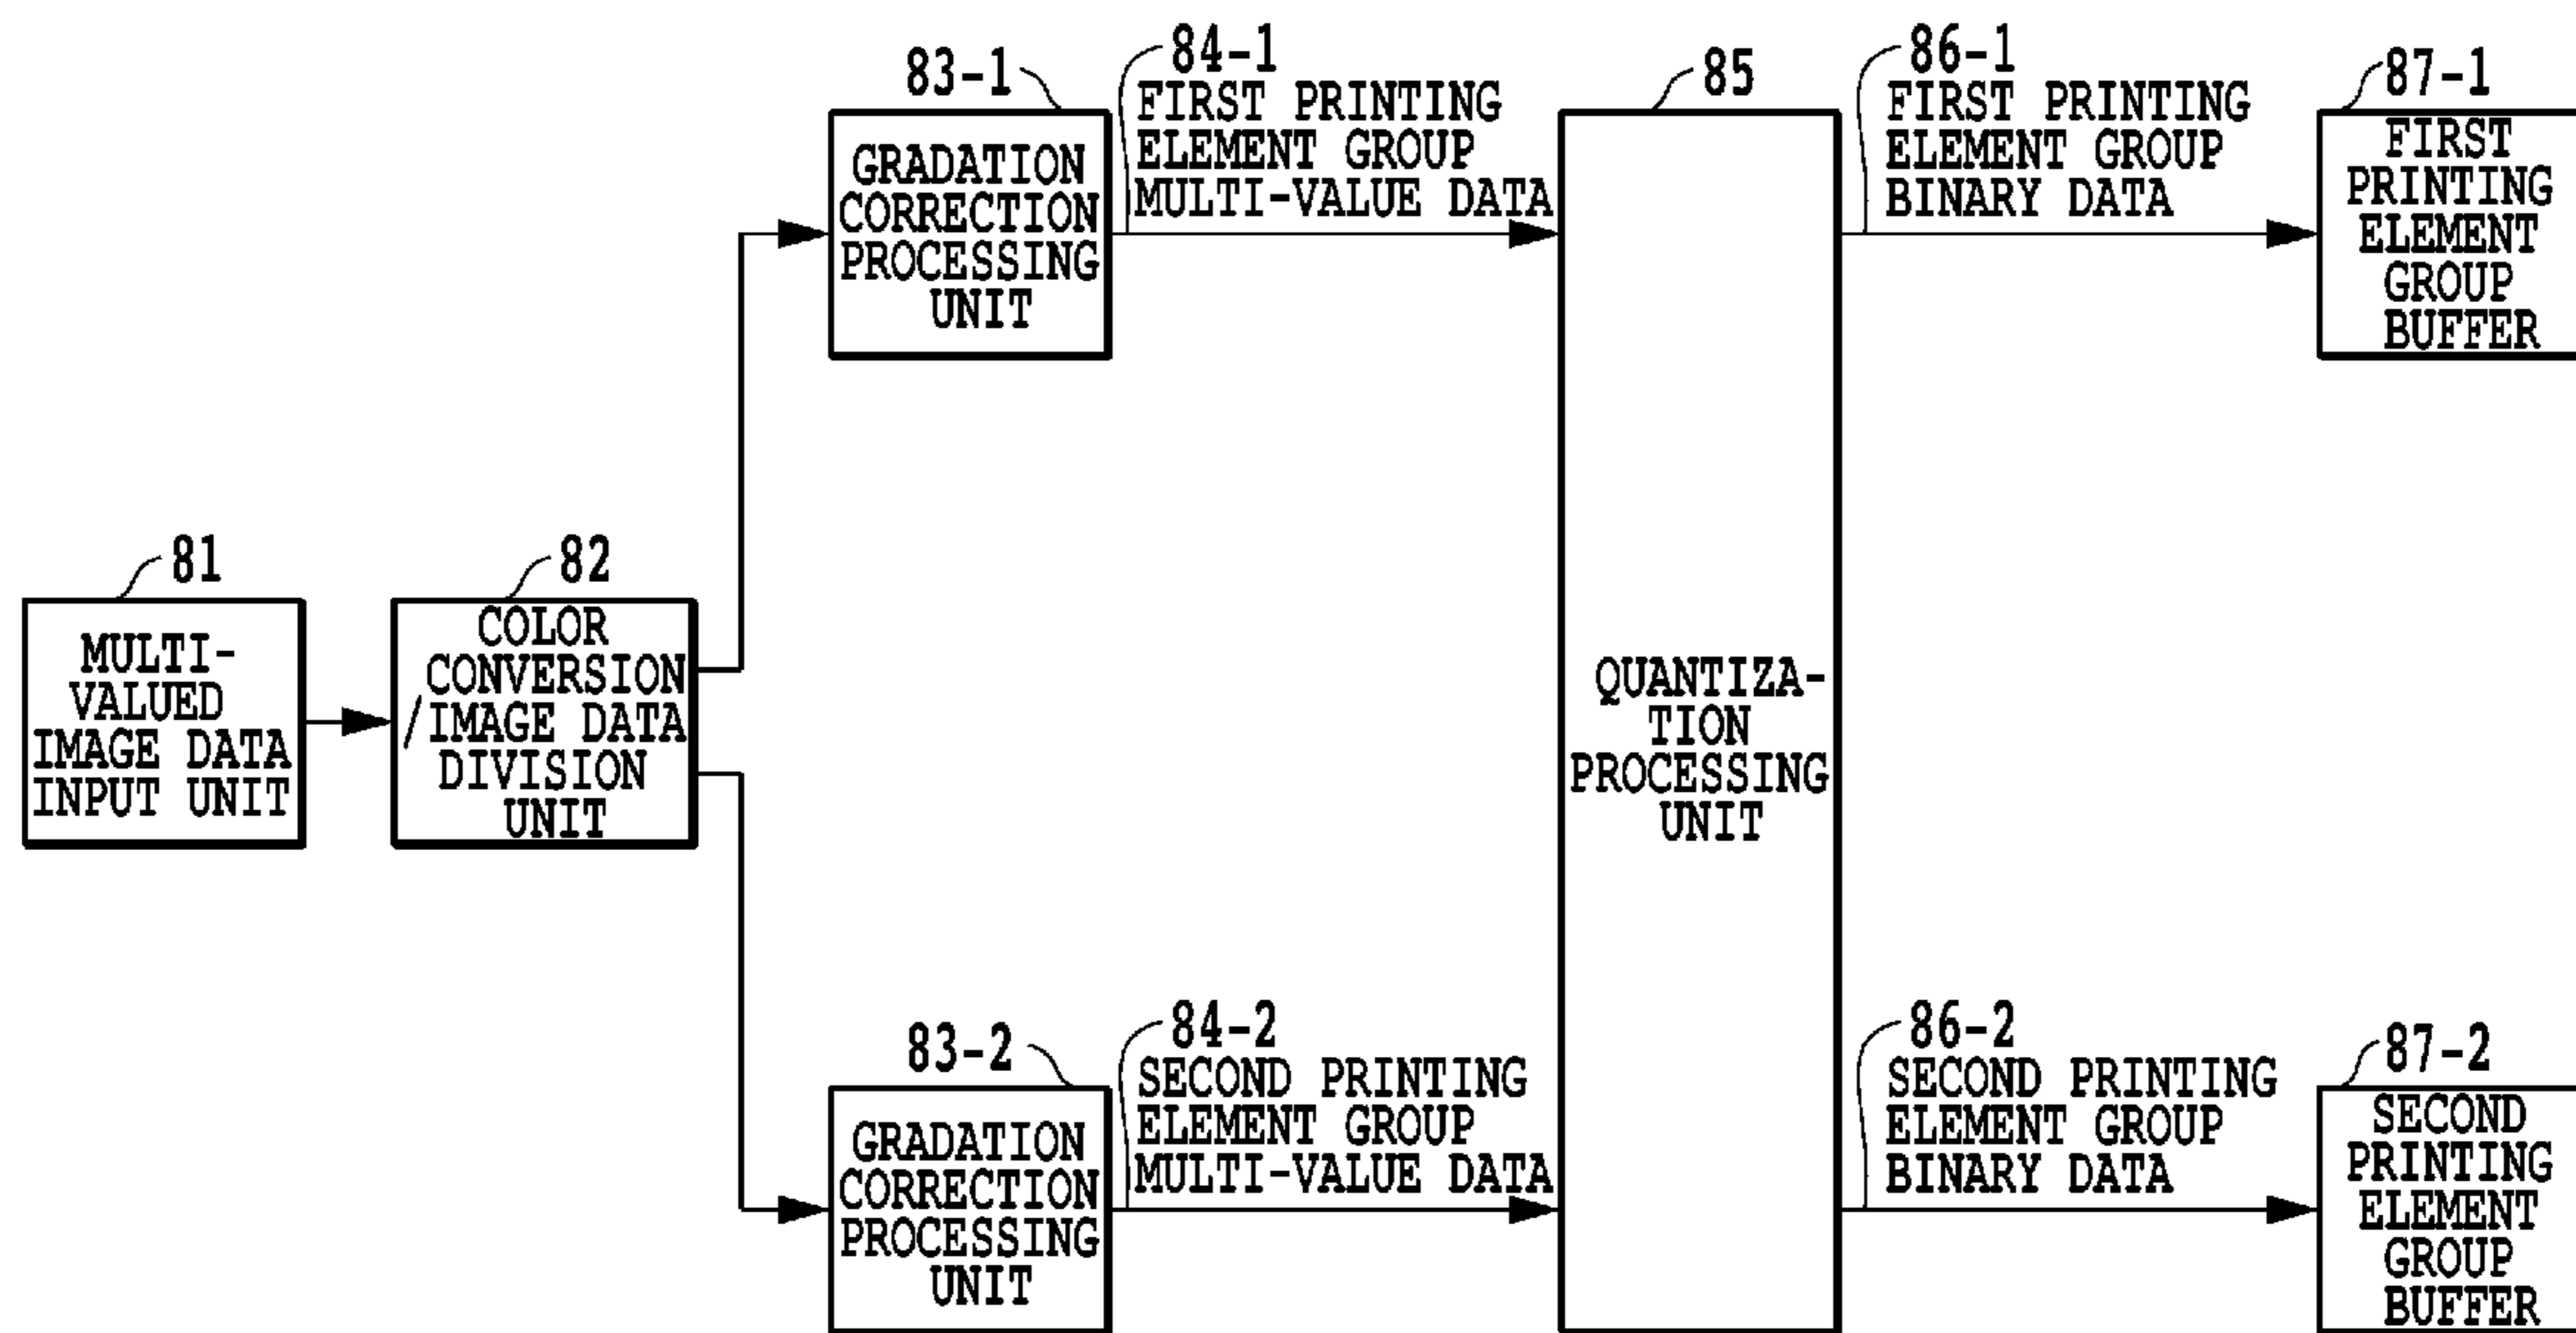 81
MULTI-
VALUED
IMAGE DATA
INPUT UNIT
82
COLOR
CONVERSION
/IMAGE DATA
DIVISION
UNIT
83-1
GRADATION
CORRECTION
PROCESSING
UNIT
84-1
FIRST PRINTING
ELEMENT GROUP
MULTI-VALUE DATA
83-2
GRADATION
CORRECTION
PROCESSING
UNIT
84-2
SECOND PRINTING
ELEMENT GROUP
MULTI-VALUE DATA
85
QUANTIZA-
TION
PROCESSING
UNIT
86-1
FIRST PRINTING
ELEMENT GROUP
BINARY DATA
87-1
FIRST
PRINTING
ELEMENT
GROUP
BUFFER
86-2
SECOND PRINTING
ELEMENT GROUP
BINARY DATA
87-2
SECOND
PRINTING
ELEMENT
GROUP
BUFFER